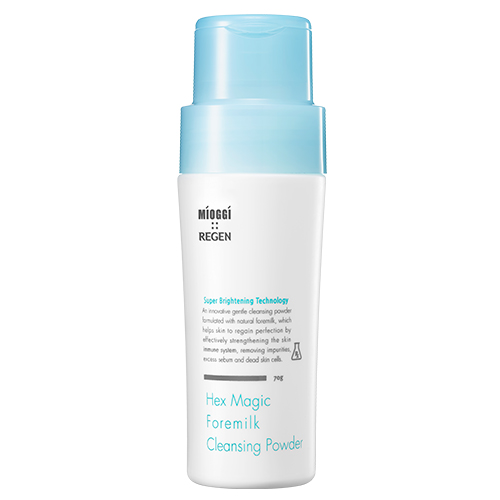 MÍOGGÍ
REGEN
Super Brightening Technology
An innovative gentle cleansing powder
formulated with natural foremilk, which
helps skin to regain perfection by
effectively strengthening the skin
immune system, removing impurities,
excess sebum and dead skin cells.
70g
Hex Magic
Foremilk
Cleansing Powder